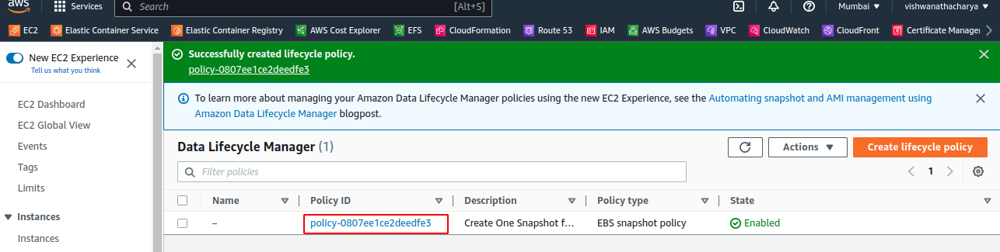 aws Services Search [Alt+S] Mumbai vishwanathacharya
EC2 Elastic Container Service Elastic Container Registry AWS Cost Explorer EFS CloudFormation Route 53 IAM AWS Budgets VPC CloudWatch CloudFront Certificate Manager
New EC2 Experience
Tell us what you think
EC2 Dashboard
EC2 Global View
Events
Tags
Limits
Instances
Instances
Successfully created lifecycle policy.
policy-0807ee1ce2deedfe3
To learn more about managing your Amazon Data Lifecycle Manager policies using the new EC2 Experience, see the Automating snapshot and AMI management using
Amazon Data Lifecycle Manager blogpost.
Data Lifecycle Manager (1) Actions Create lifecycle policy
Filter policies 1
Name Policy ID Description Policy type State
– policy-0807ee1ce2deedfe3 Create One Snapshot f... EBS snapshot policy Enabled